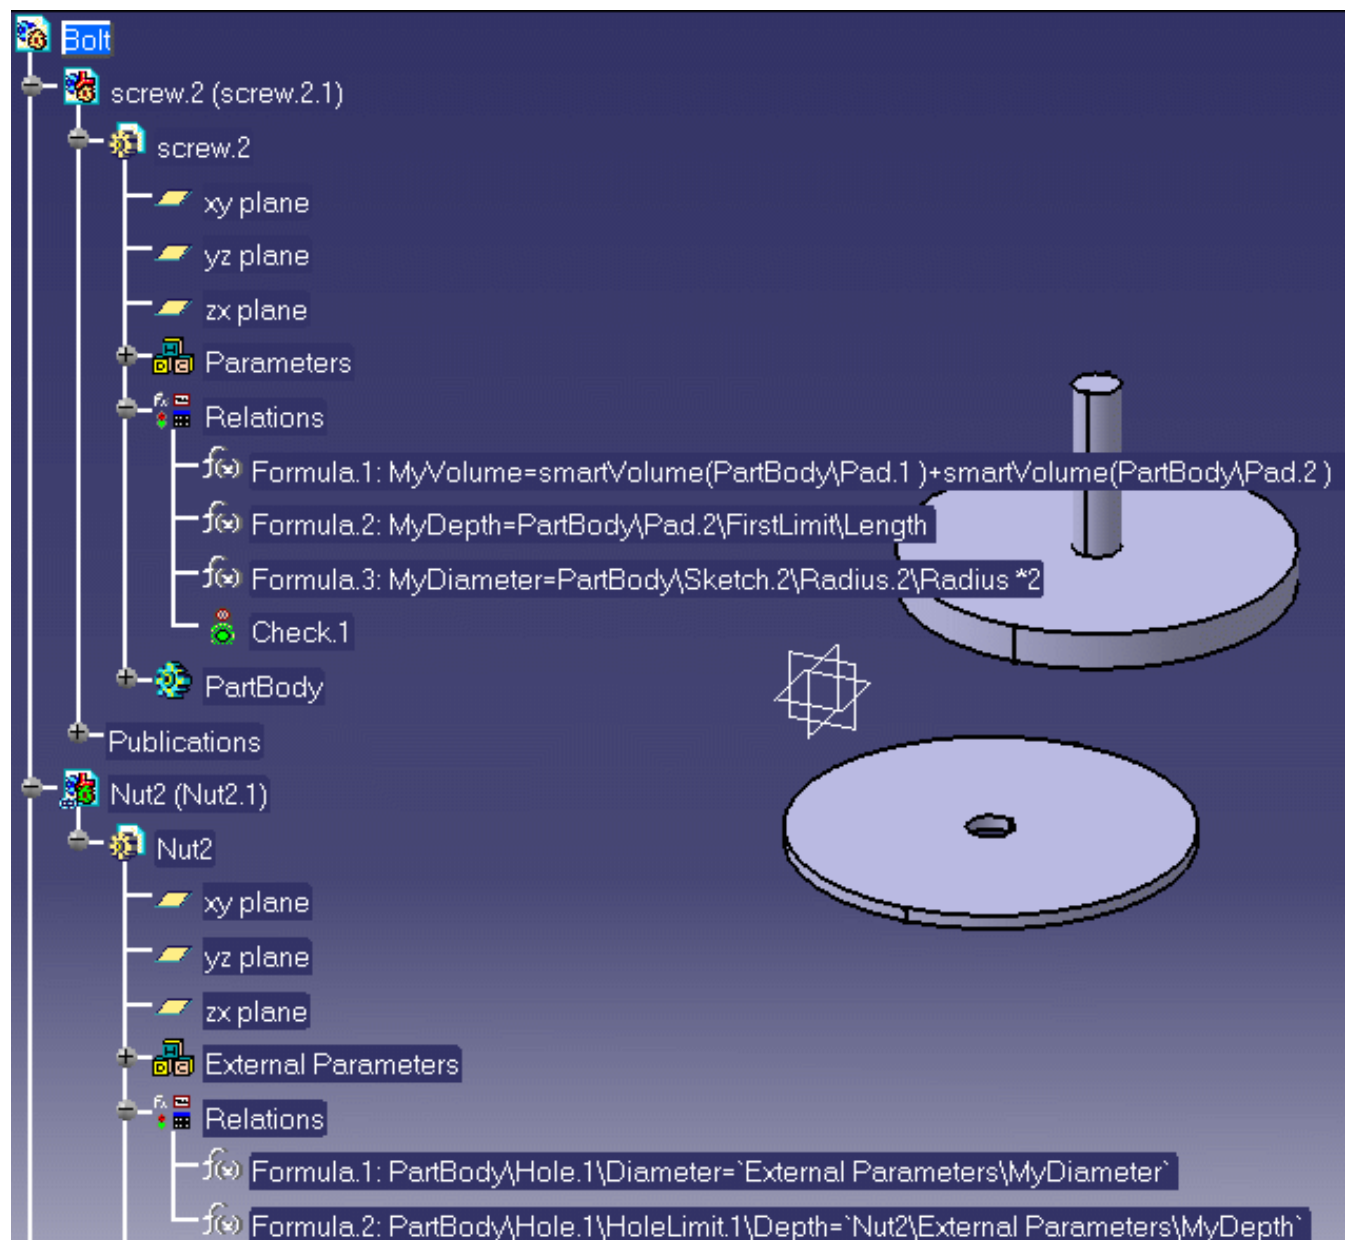 Bolt
screw.2 (screw.2.1)
screw.2
xy plane
yz plane
zx plane
Parameters
Relations
Formula.1: MyVolume=smartVolume(PartBody\Pad.1 )+smartVolume(PartBody\Pad.2 )
Formula.2: MyDepth=PartBody\Pad.2\FirstLimit\Length
Formula.3: MyDiameter=PartBody\Sketch.2\Radius.2\Radius *2
Check.1
PartBody
Publications
Nut2 (Nut2.1)
Nut2
xy plane
yz plane
zx plane
External Parameters
Relations
Formula.1: PartBody\Hole.1\Diameter=`External Parameters\MyDiameter`
Formula.2: PartBody\Hole.1\HoleLimit.1\Depth=`Nut2\External Parameters\MyDepth`